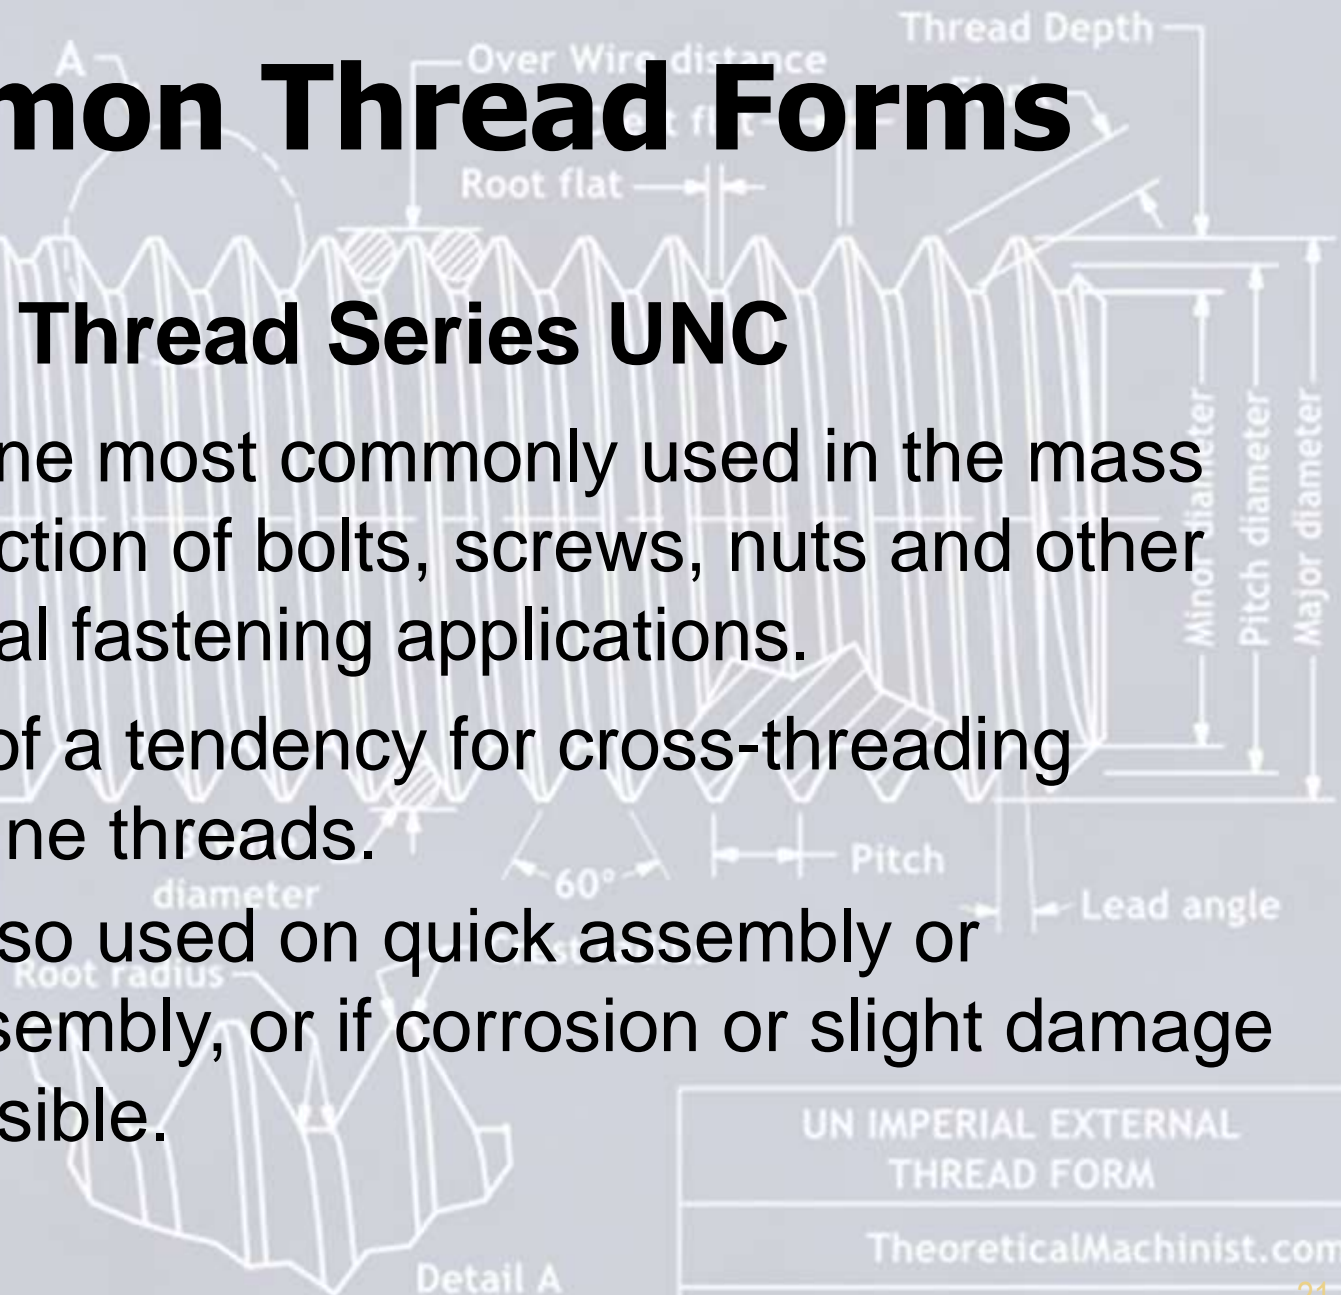 mon Thread Forms
Thread Series UNC
ne most commonly used in the mass
ction of bolts, screws, nuts and other
al fastening applications.
of a tendency for cross-threading
ne threads.
so used on quick assembly or
sembly, or if corrosion or slight damage
sible.
A
Over Wire distance
Thread Depth
Root flat
Minor diameter
Pitch diameter
Major diameter
diameter
60°
Pitch
Lead angle
Root radius
Detail A
UN IMPERIAL EXTERNAL
THREAD FORM
TheoreticalMachinist.com
21